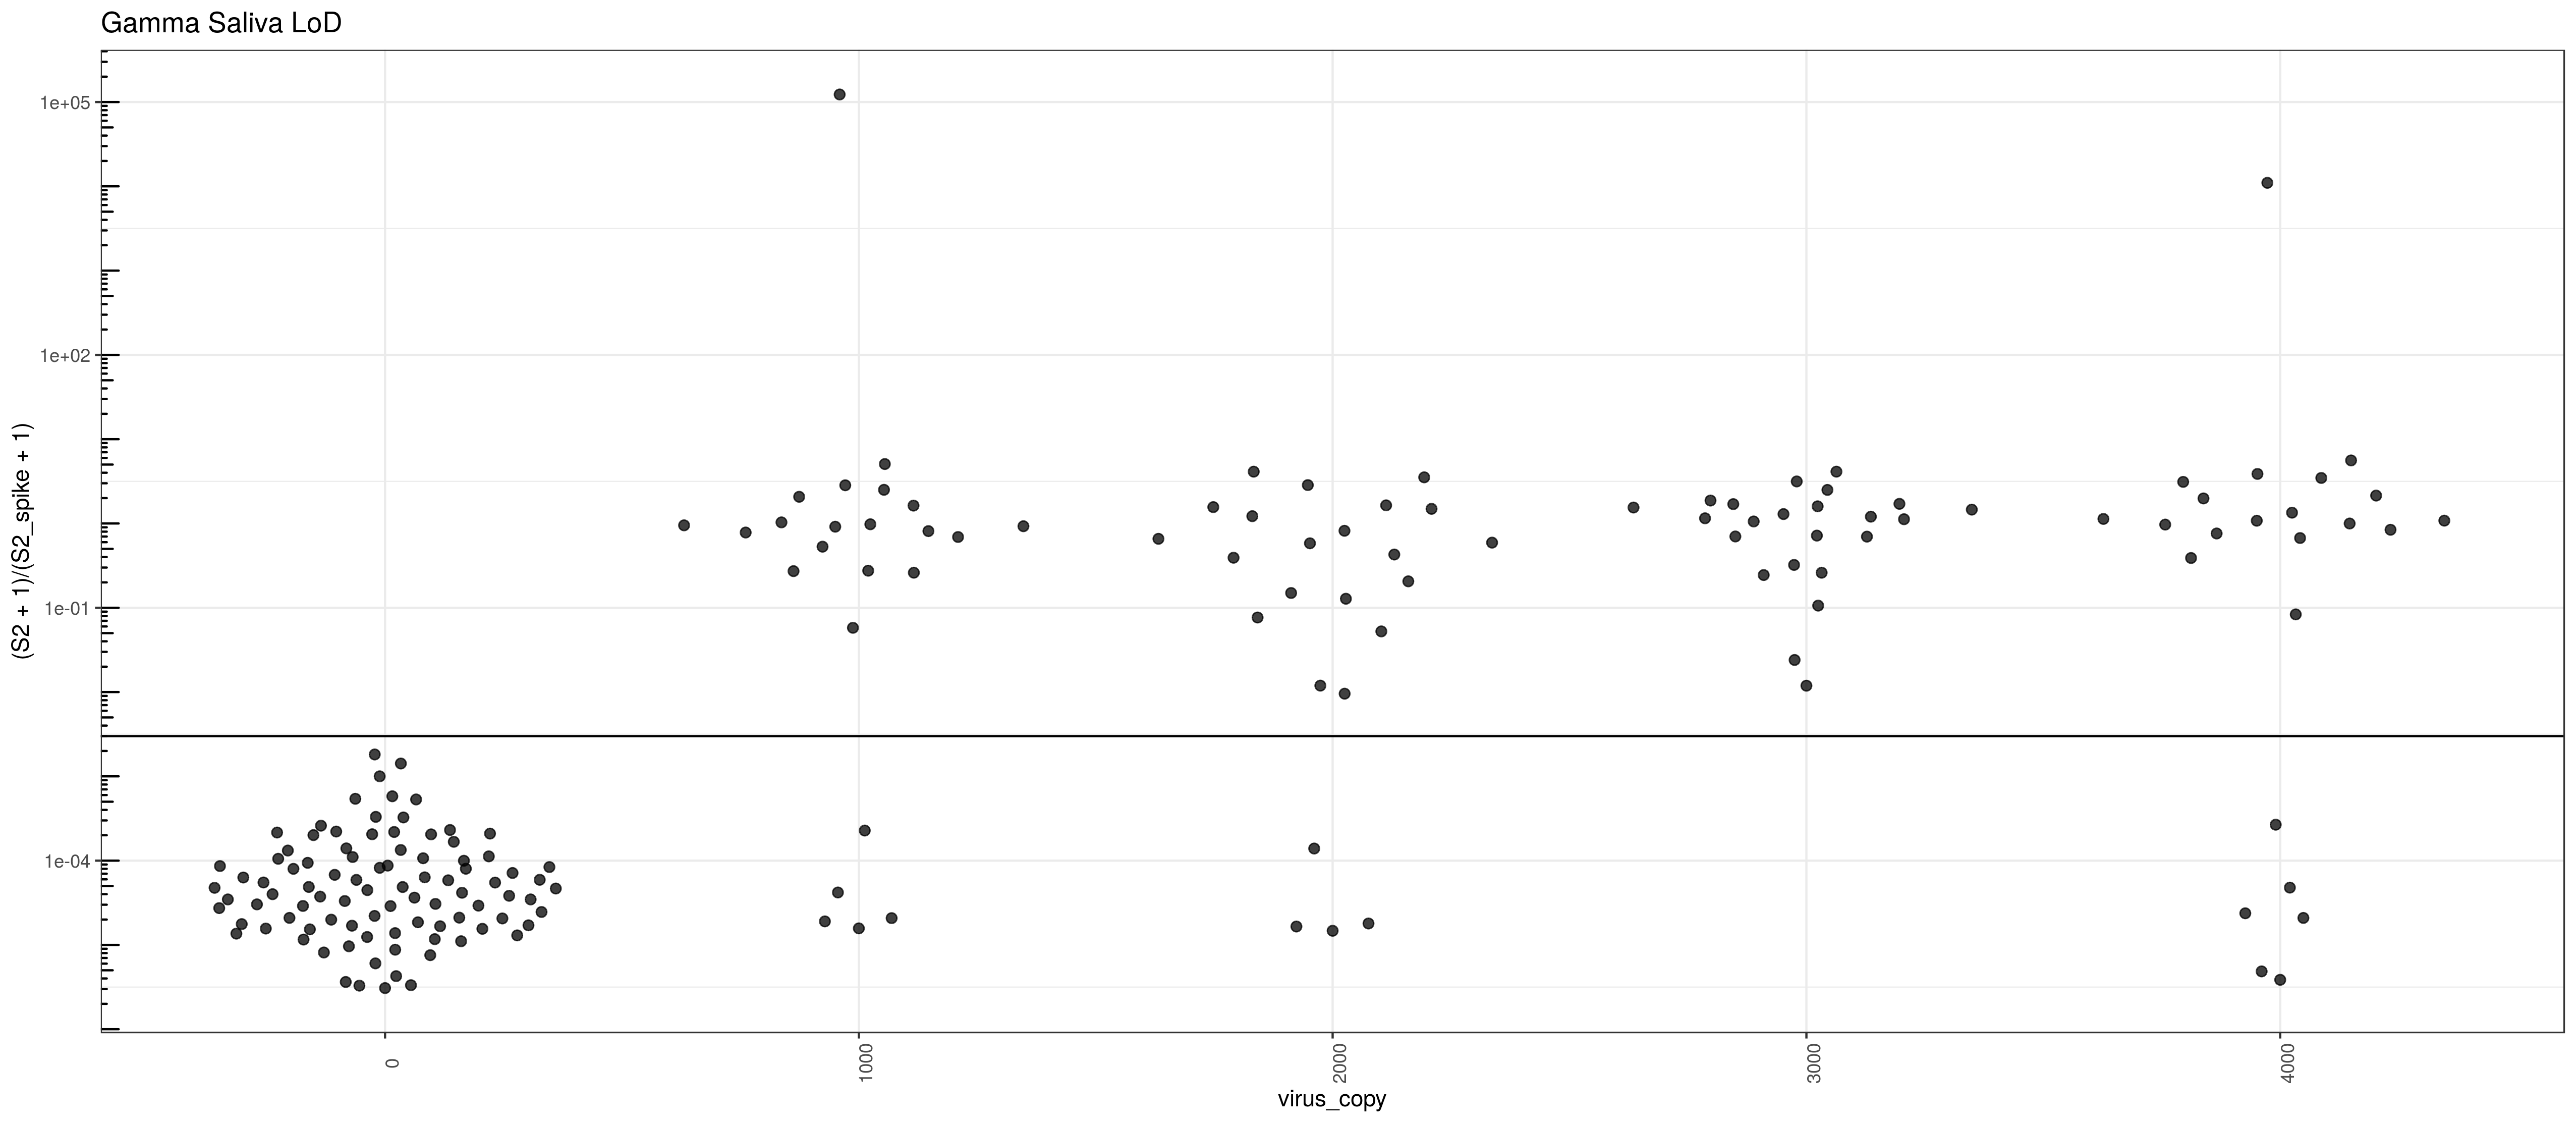 Gamma Saliva LoD
(S2 + 1)/(S2_spike + 1)
1e+05
1e+02
1e-01
1e-04
0
1000
2000
3000
4000
virus_copy